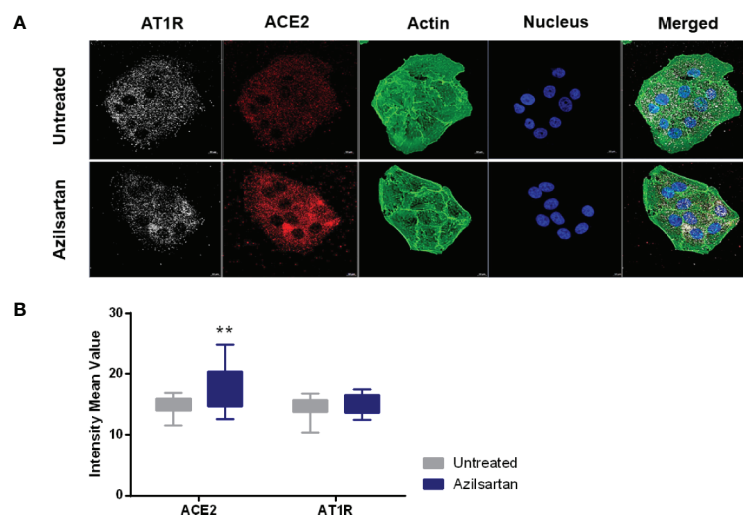 A
AT1R ACE2 Actin Nucleus Merged
Untreated
Azilsartan
B
30
20
10
0
Intensity Mean Value
**
ACE2 AT1R
Untreated
Azilsartan